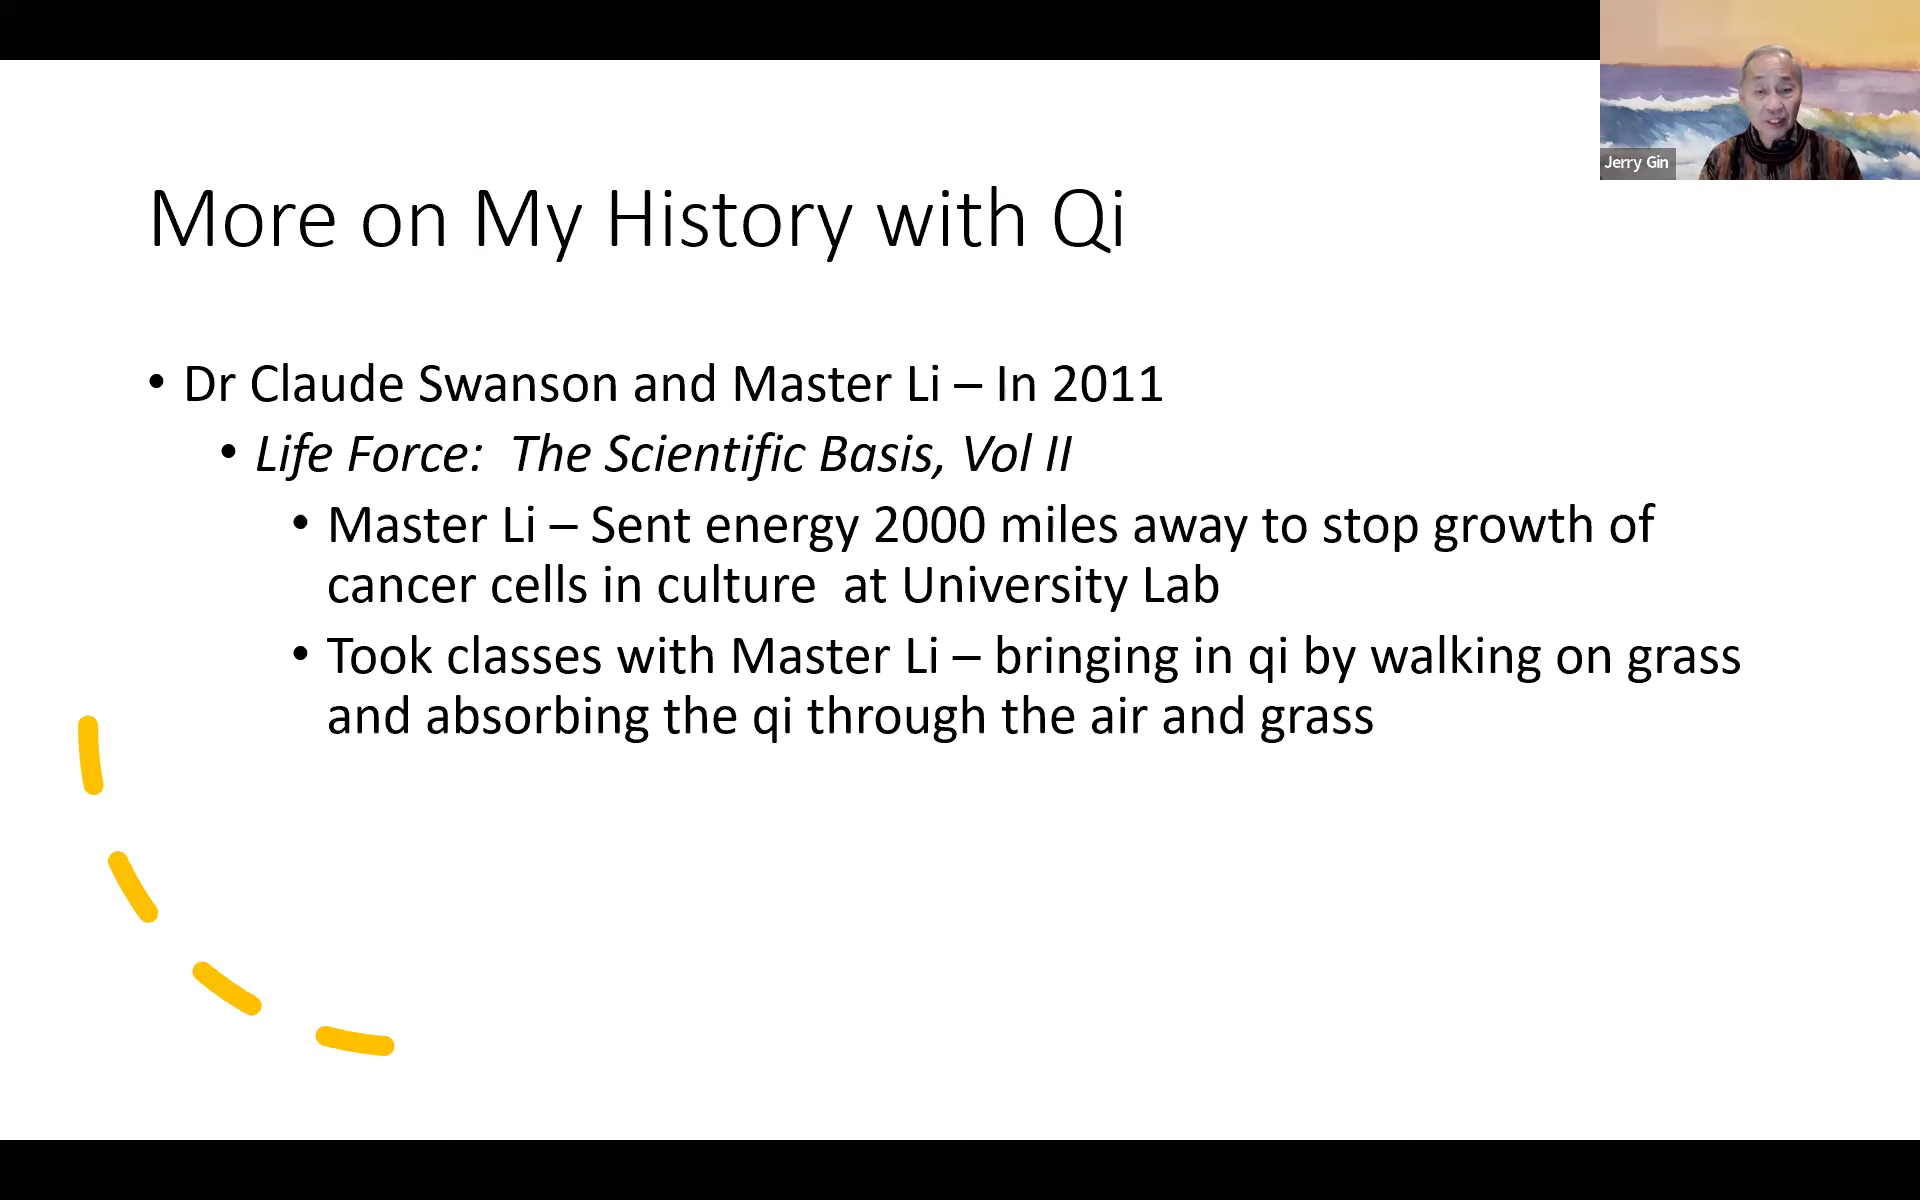 Jerry Gin
More on My History with Qi
• Dr Claude Swanson and Master Li – In 2011
• Life Force:  The Scientific Basis, Vol II
• Master Li – Sent energy 2000 miles away to stop growth of
cancer cells in culture  at University Lab
• Took classes with Master Li – bringing in qi by walking on grass
and absorbing the qi through the air and grass